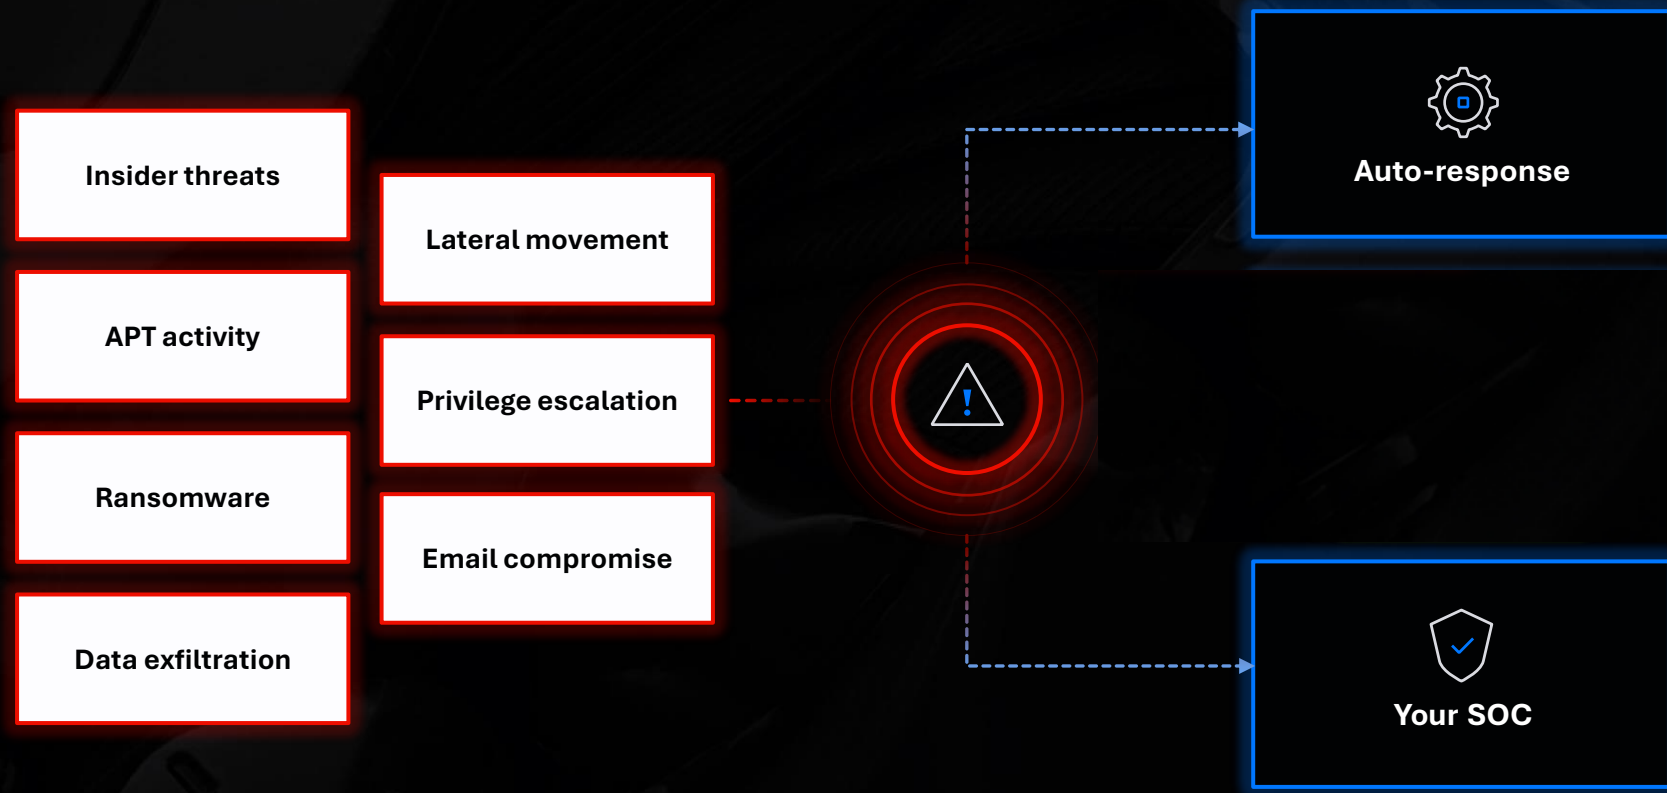 Insider threats
APT activity
Ransomware
Data exfiltration
Lateral movement
Privilege escalation
Email compromise
!
Auto-response
Your SOC